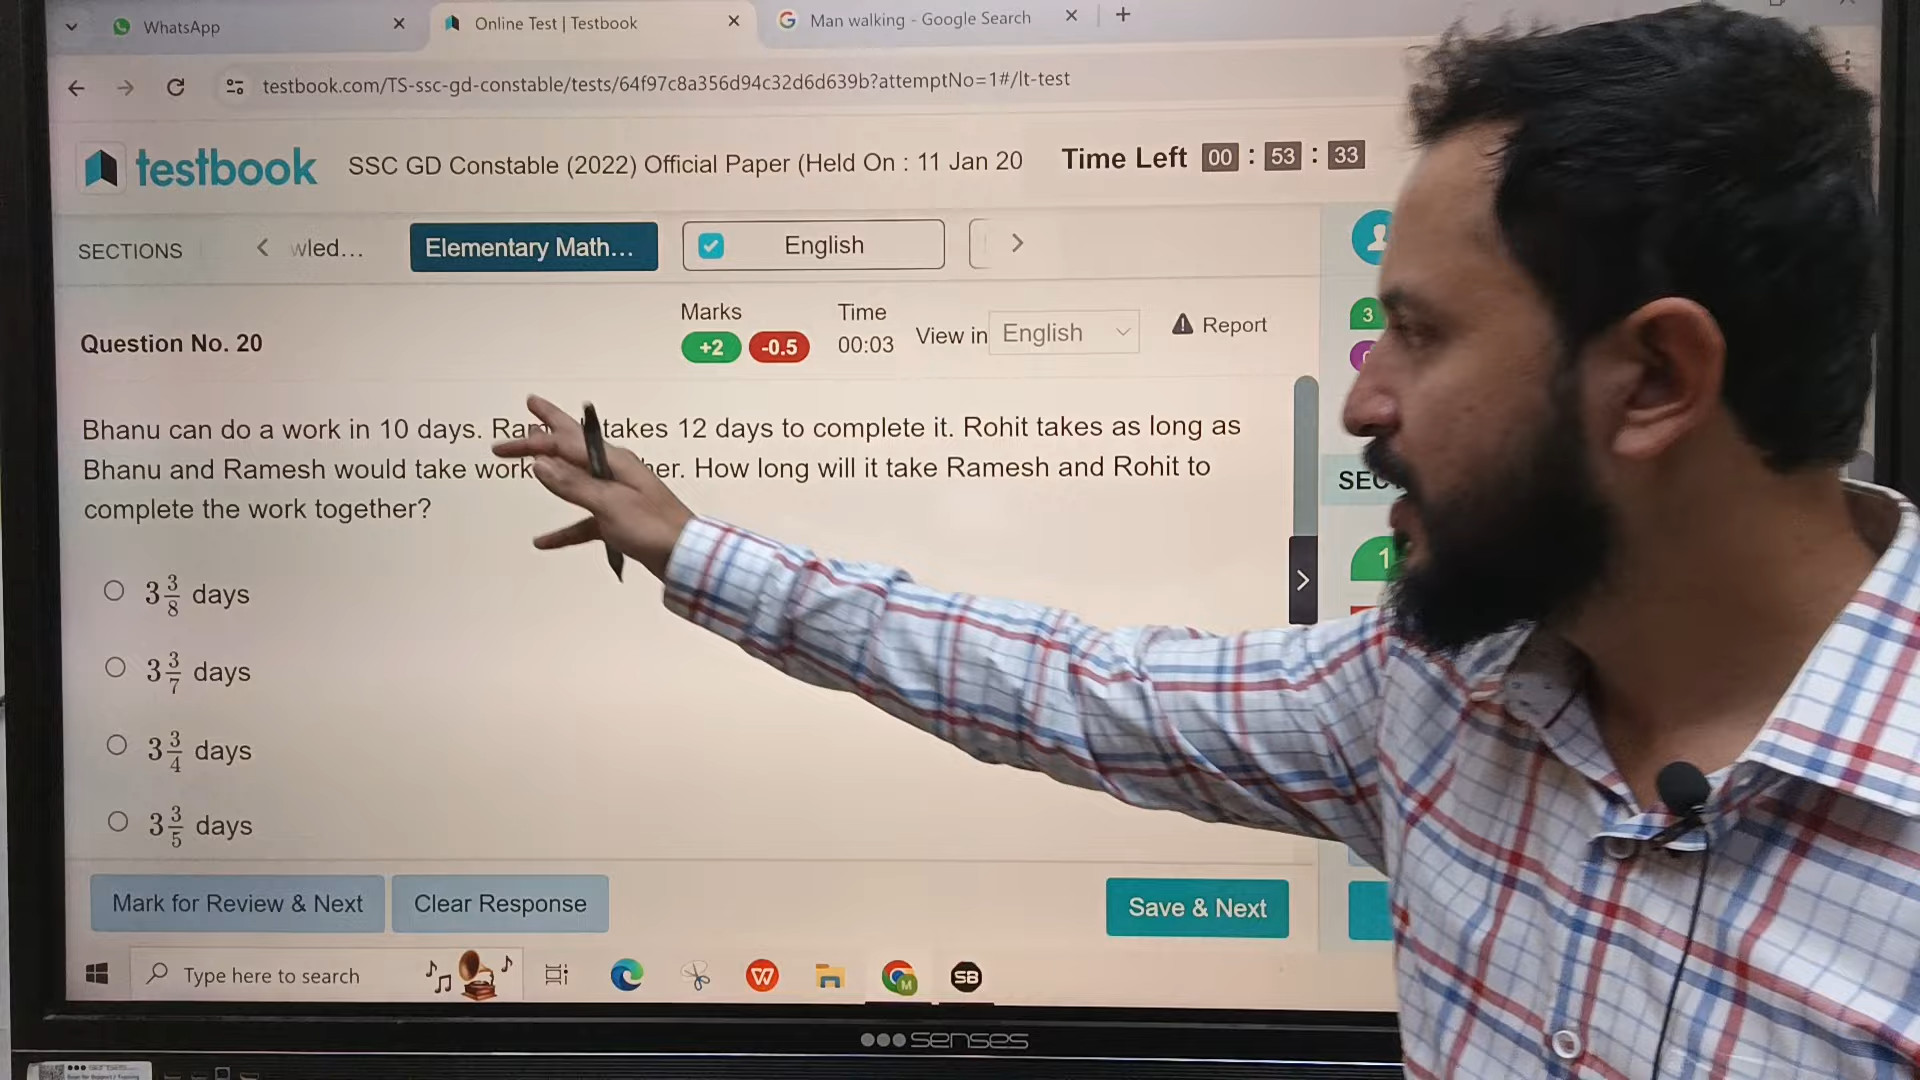 WhatsApp
Online Test | Testbook
Man walking - Google Search
testbook.com/TS-ssc-gd-constable/tests/64f97c8a356d94c32d6d639b?attemptNo=1#/lt-test
testbook SSC GD Constable (2022) Official Paper (Held On : 11 Jan 20 Time Left 00 : 53 : 33
SECTIONS wled... Elementary Math... English
Question No. 20
Marks
+2 -0.5
Time
00:03
View in English
Report
3
Bhanu can do a work in 10 days. takes 12 days to complete it. Rohit takes as long as
Bhanu and Ramesh would take How long will it take Ramesh and Rohit to
complete the work together?
1
3 3/8 days
3 3/7 days
3 3/4 days
3 3/5 days
Mark for Review & Next Clear Response Save & Next
Type here to search
W
M
SB
senses